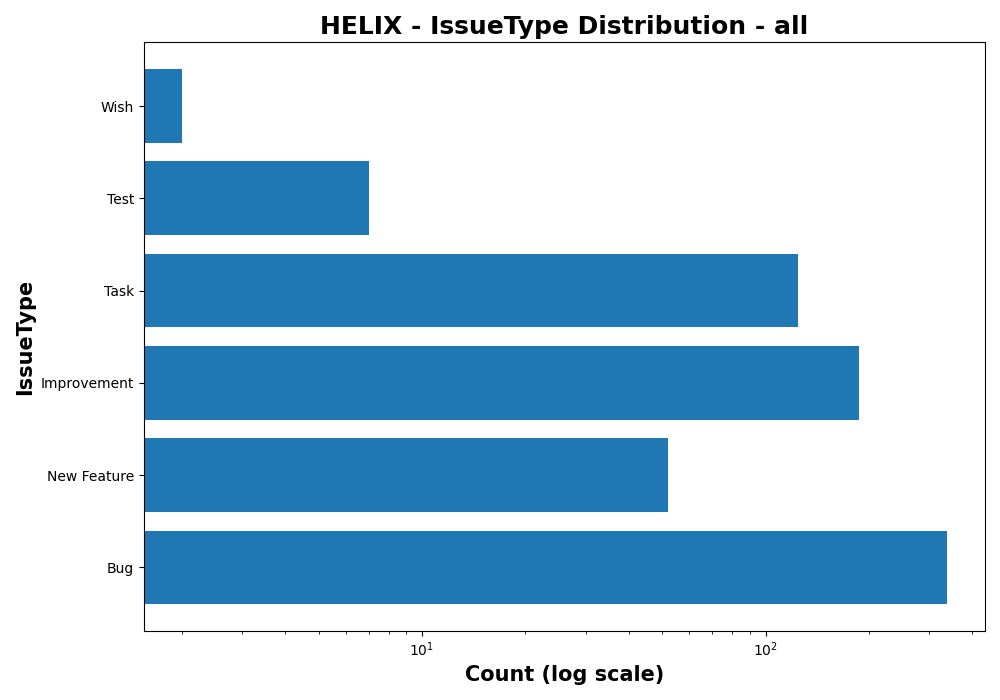 HELIX - IssueType Distribution - all
IssueType
Wish
Test
Task
Improvement
New Feature
Bug
10¹ 10²
Count (log scale)